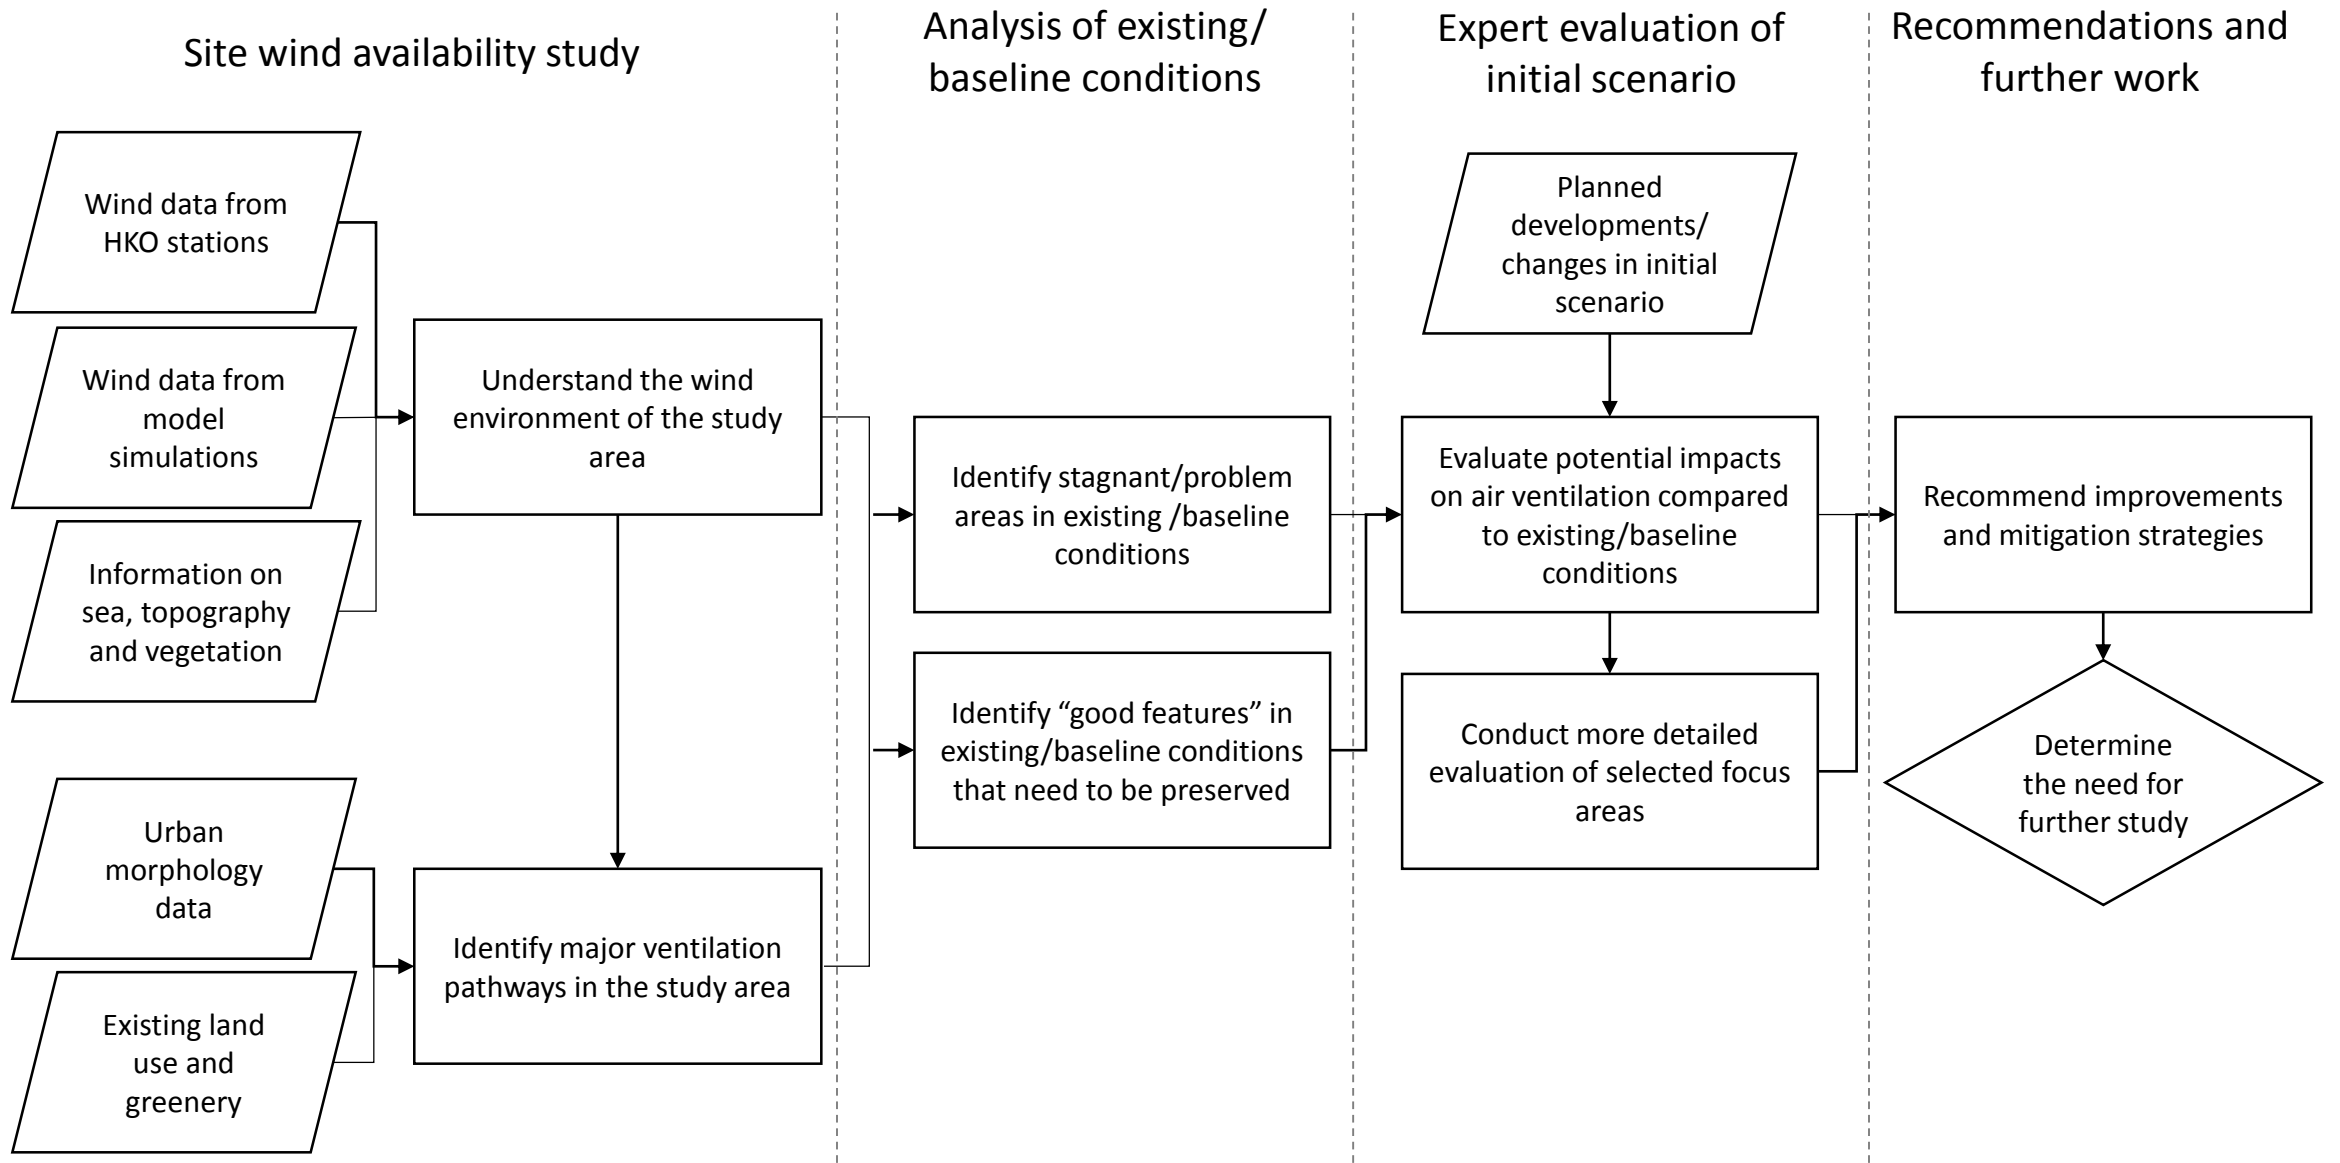 Site wind availability study
Analysis of existing/
baseline conditions
Expert evaluation of
initial scenario
Recommendations and
further work
Wind data from
HKO stations
Wind data from
model
simulations
Information on
sea, topography
and vegetation
Urban
morphology
data
Existing land
use and
greenery
Understand the wind
environment of the study
area
Identify major ventilation
pathways in the study area
Identify stagnant/problem
areas in existing /baseline
conditions
Identify “good features” in
existing/baseline conditions
that need to be preserved
Planned
developments/
changes in initial
scenario
Evaluate potential impacts
on air ventilation compared
to existing/baseline
conditions
Conduct more detailed
evaluation of selected focus
areas
Recommend improvements
and mitigation strategies
Determine
the need for
further study